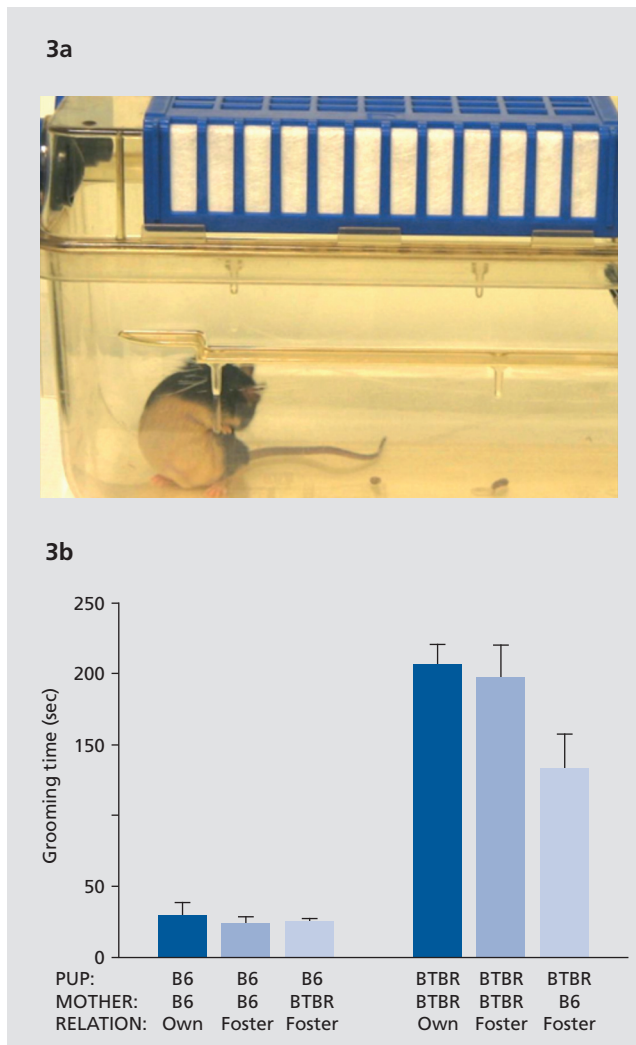 3a
3b
250
200
150
50
0
Grooming time (sec)
PUP: B6 B6 B6 BTBR BTBR BTBR
MOTHER: B6 B6 BTBR BTBR BTBR B6
RELATION: Own Foster Foster Own Foster Foster